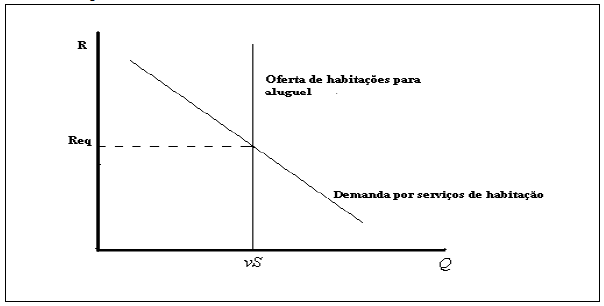 R
Oferta de habitações para
aluguel
Req
Demanda por serviços de habitação
vS
Q